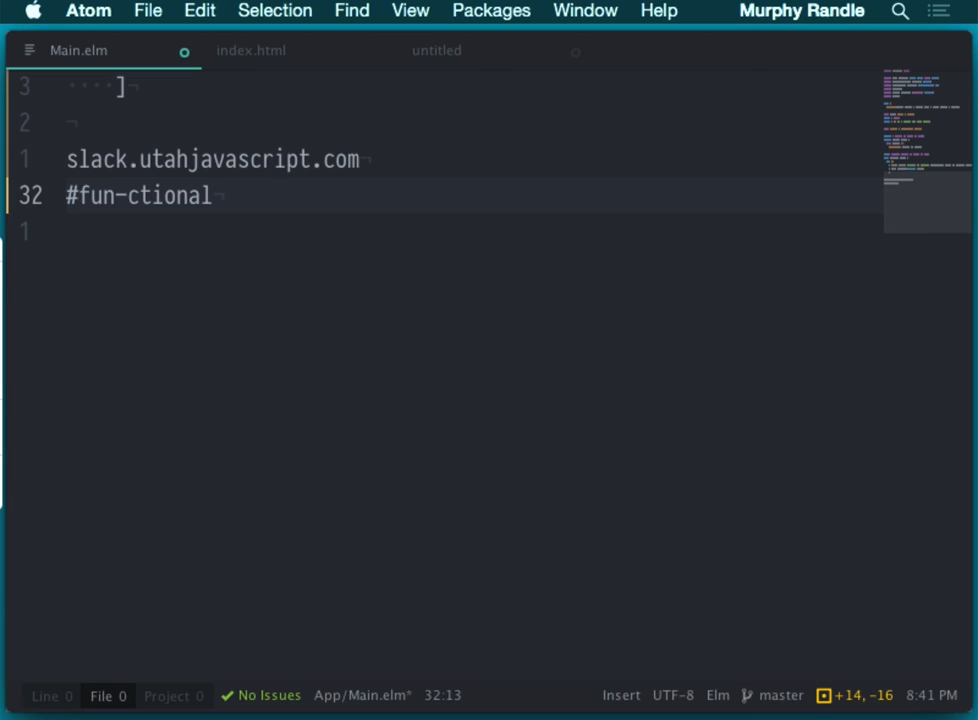 Atom File Edit Selection Find View Packages Window Help Murphy Randle
Main.elm index.html untitled
3 ····]¬
2 ¬
1 slack.utahjavascript.com¬
32 #fun-ctional¬
1
Line 0 File 0 Project 0 ✔ No Issues App/Main.elm* 32:13 Insert UTF-8 Elm master +14, -16 8:41 PM